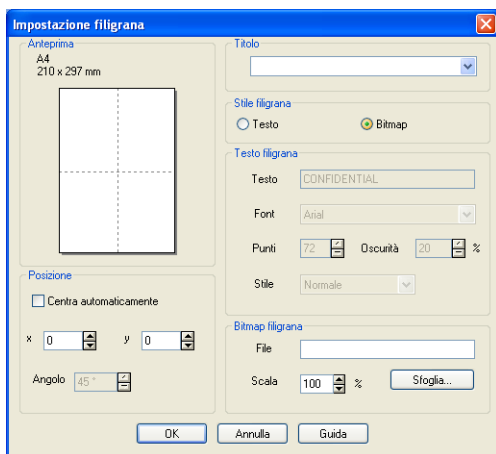 Impostazione filigrana
Anteprima
A4
210 x 297 mm
Titolo
Stile filigrana
Testo
Bitmap
Testo filigrana
Testo CONFIDENTIAL
Font Arial
Punti 72 Oscurità 20 %
Stile Normale
Posizione
Centra automaticamente
x 0 y 0
Angolo 45 °
Bitmap filigrana
File
Scala 100 % Sfoglia...
OK Annulla Guida